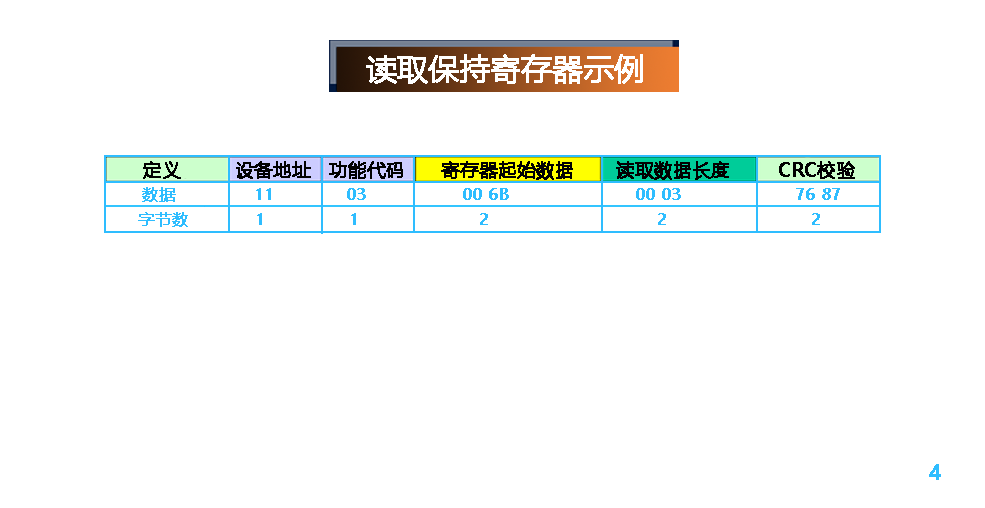 读取保持寄存器示例
定义 设备地址 功能代码 寄存器起始数据 读取数据长度 CRC校验
数据 11 03 00 6B 00 03 76 87
字节数 1 1 2 2 2
4